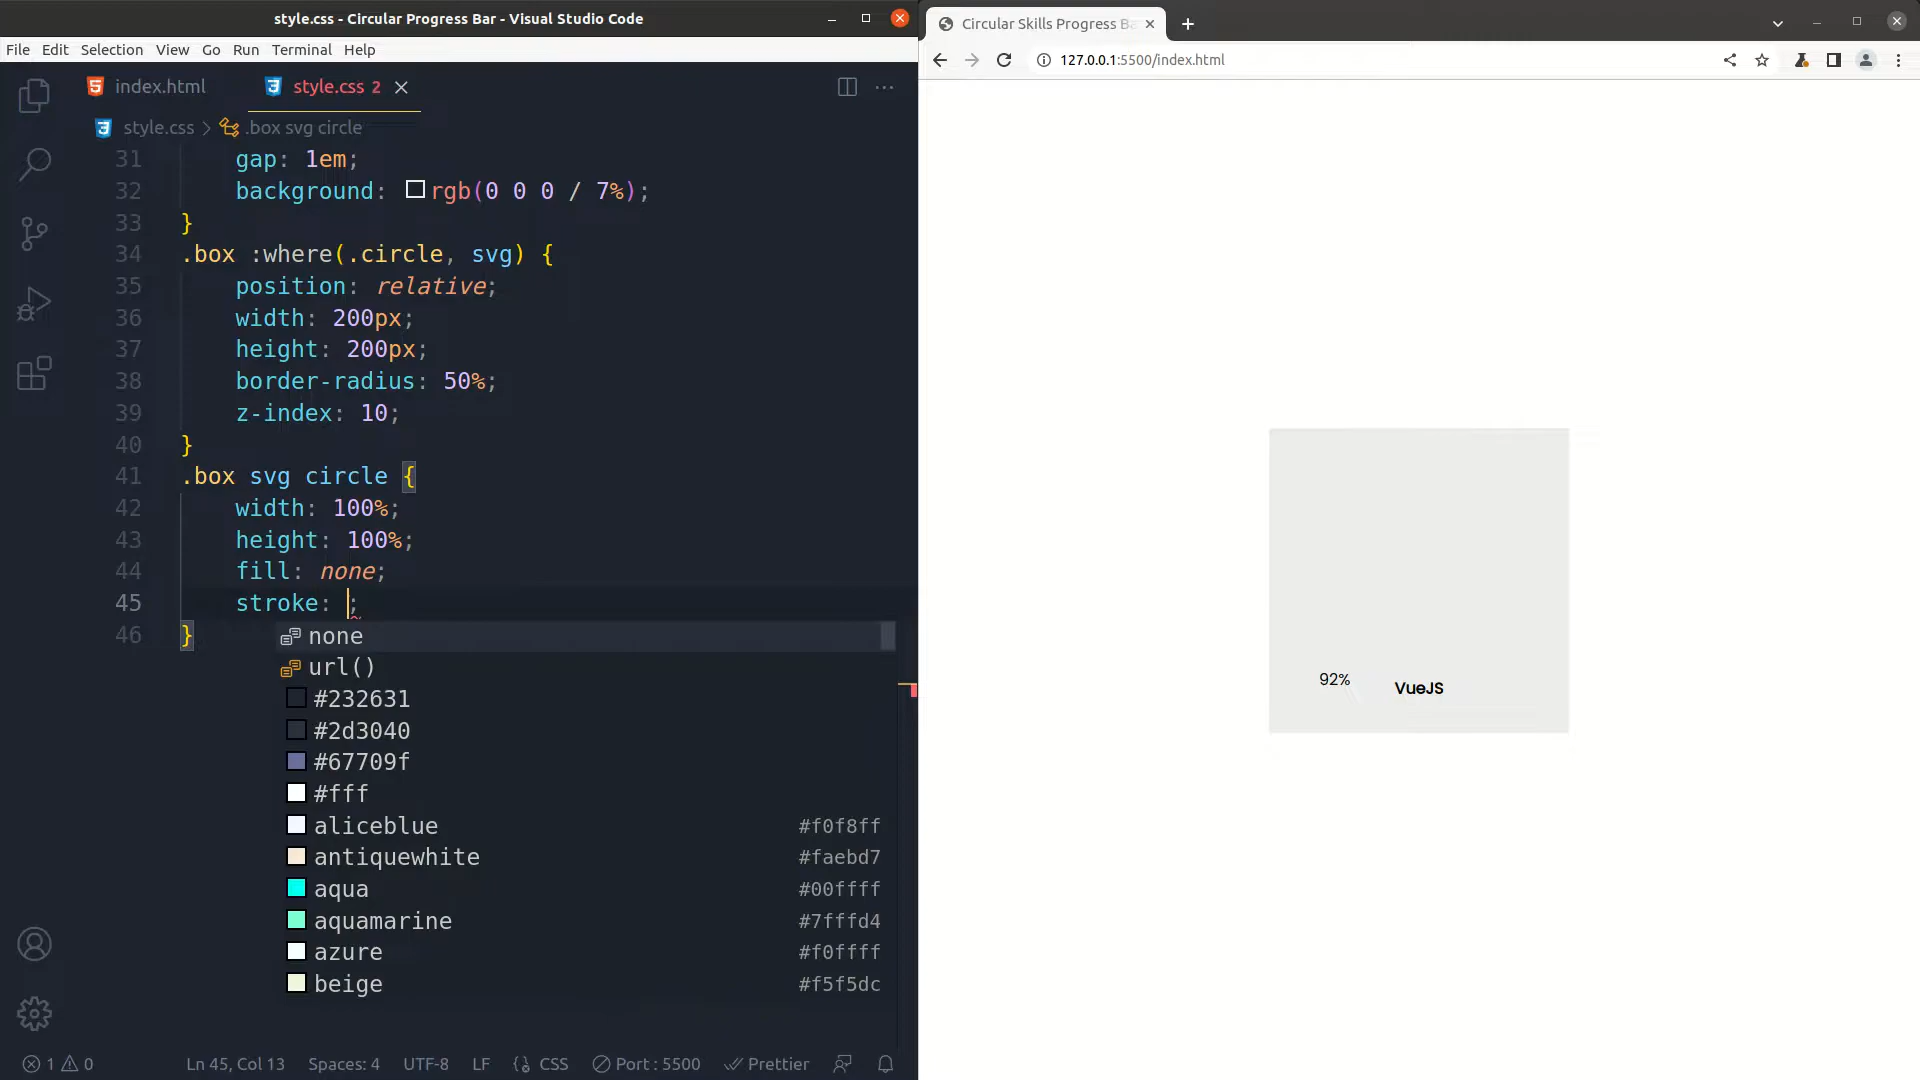 style.css - Circular Progress Bar - Visual Studio Code
File Edit Selection View Go Run Terminal Help
index.html
style.css 2
style.css > .box svg circle
31 gap: 1em;
32 background: rgb(0 0 0 / 7%);
33 }
34 .box :where(.circle, svg) {
35 position: relative;
36 width: 200px;
37 height: 200px;
38 border-radius: 50%;
39 z-index: 10;
40 }
41 .box svg circle {
42 width: 100%;
43 height: 100%;
44 fill: none;
45 stroke: ;
46 }
none
url()
#232631
#2d3040
#67709f
#fff
aliceblue #f0f8ff
antiquewhite #faebd7
aqua #00ffff
aquamarine #7fffd4
azure #f0ffff
beige #f5f5dc
1 0 Ln 45, Col 13 Spaces: 4 UTF-8 LF CSS Port : 5500 Prettier
Circular Skills Progress Ba
127.0.0.1:5500/index.html
92% VueJS